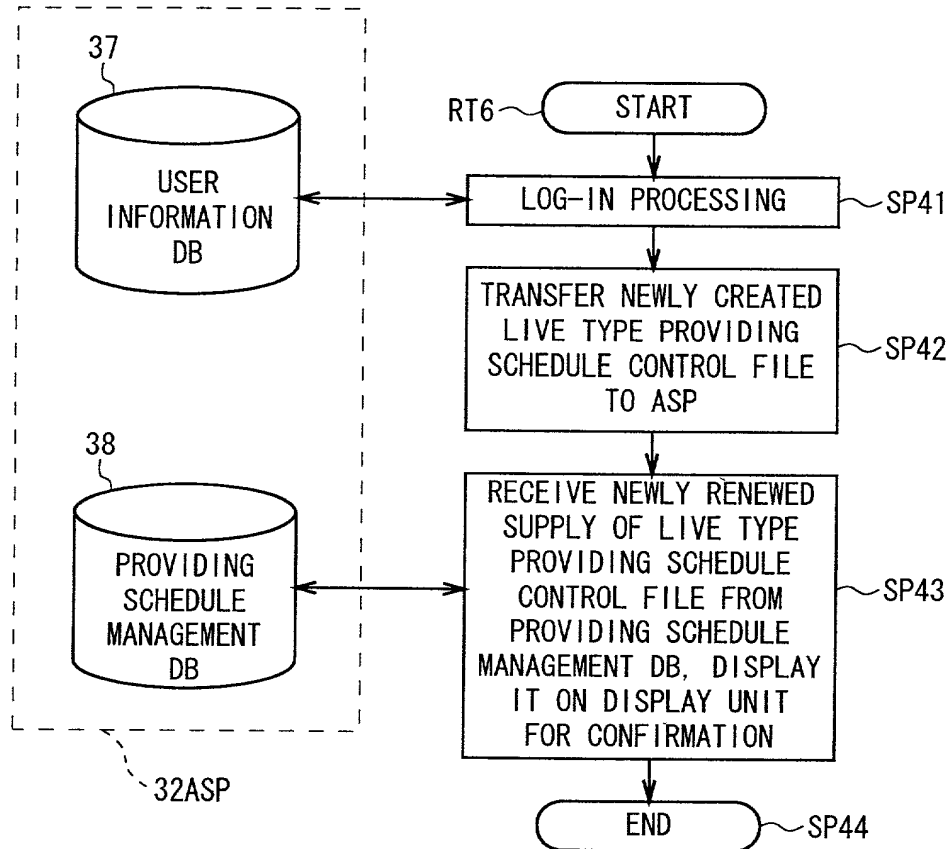 37
USER
INFORMATION
DB
38
PROVIDING
SCHEDULE
MANAGEMENT
DB
32ASP
RT6
START
LOG-IN PROCESSING
SP41
TRANSFER NEWLY CREATED
LIVE TYPE PROVIDING
SCHEDULE CONTROL FILE
TO ASP
SP42
RECEIVE NEWLY RENEWED
SUPPLY OF LIVE TYPE
PROVIDING SCHEDULE
CONTROL FILE FROM
PROVIDING SCHEDULE
MANAGEMENT DB, DISPLAY
IT ON DISPLAY UNIT
FOR CONFIRMATION
SP43
END
SP44